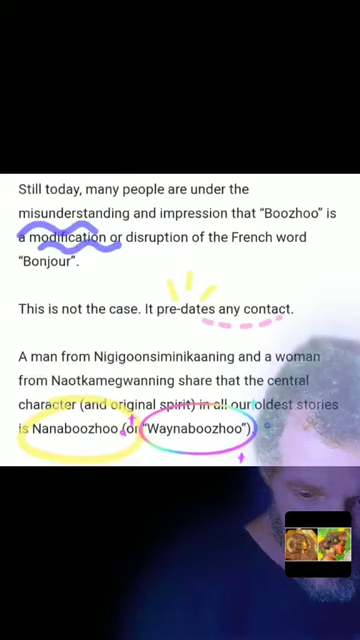 Still today, many people are under the
misunderstanding and impression that “Boozhoo” is
a modification or disruption of the French word
“Bonjour”.
This is not the case. It pre-dates any contact.
A man from Nigigoonsiminikaaning and a woman
from Naotkamegwanning share that the central
character (and original spirit) in all our oldest stories
is Nanaboozhoo (or “Waynaboozhoo”).